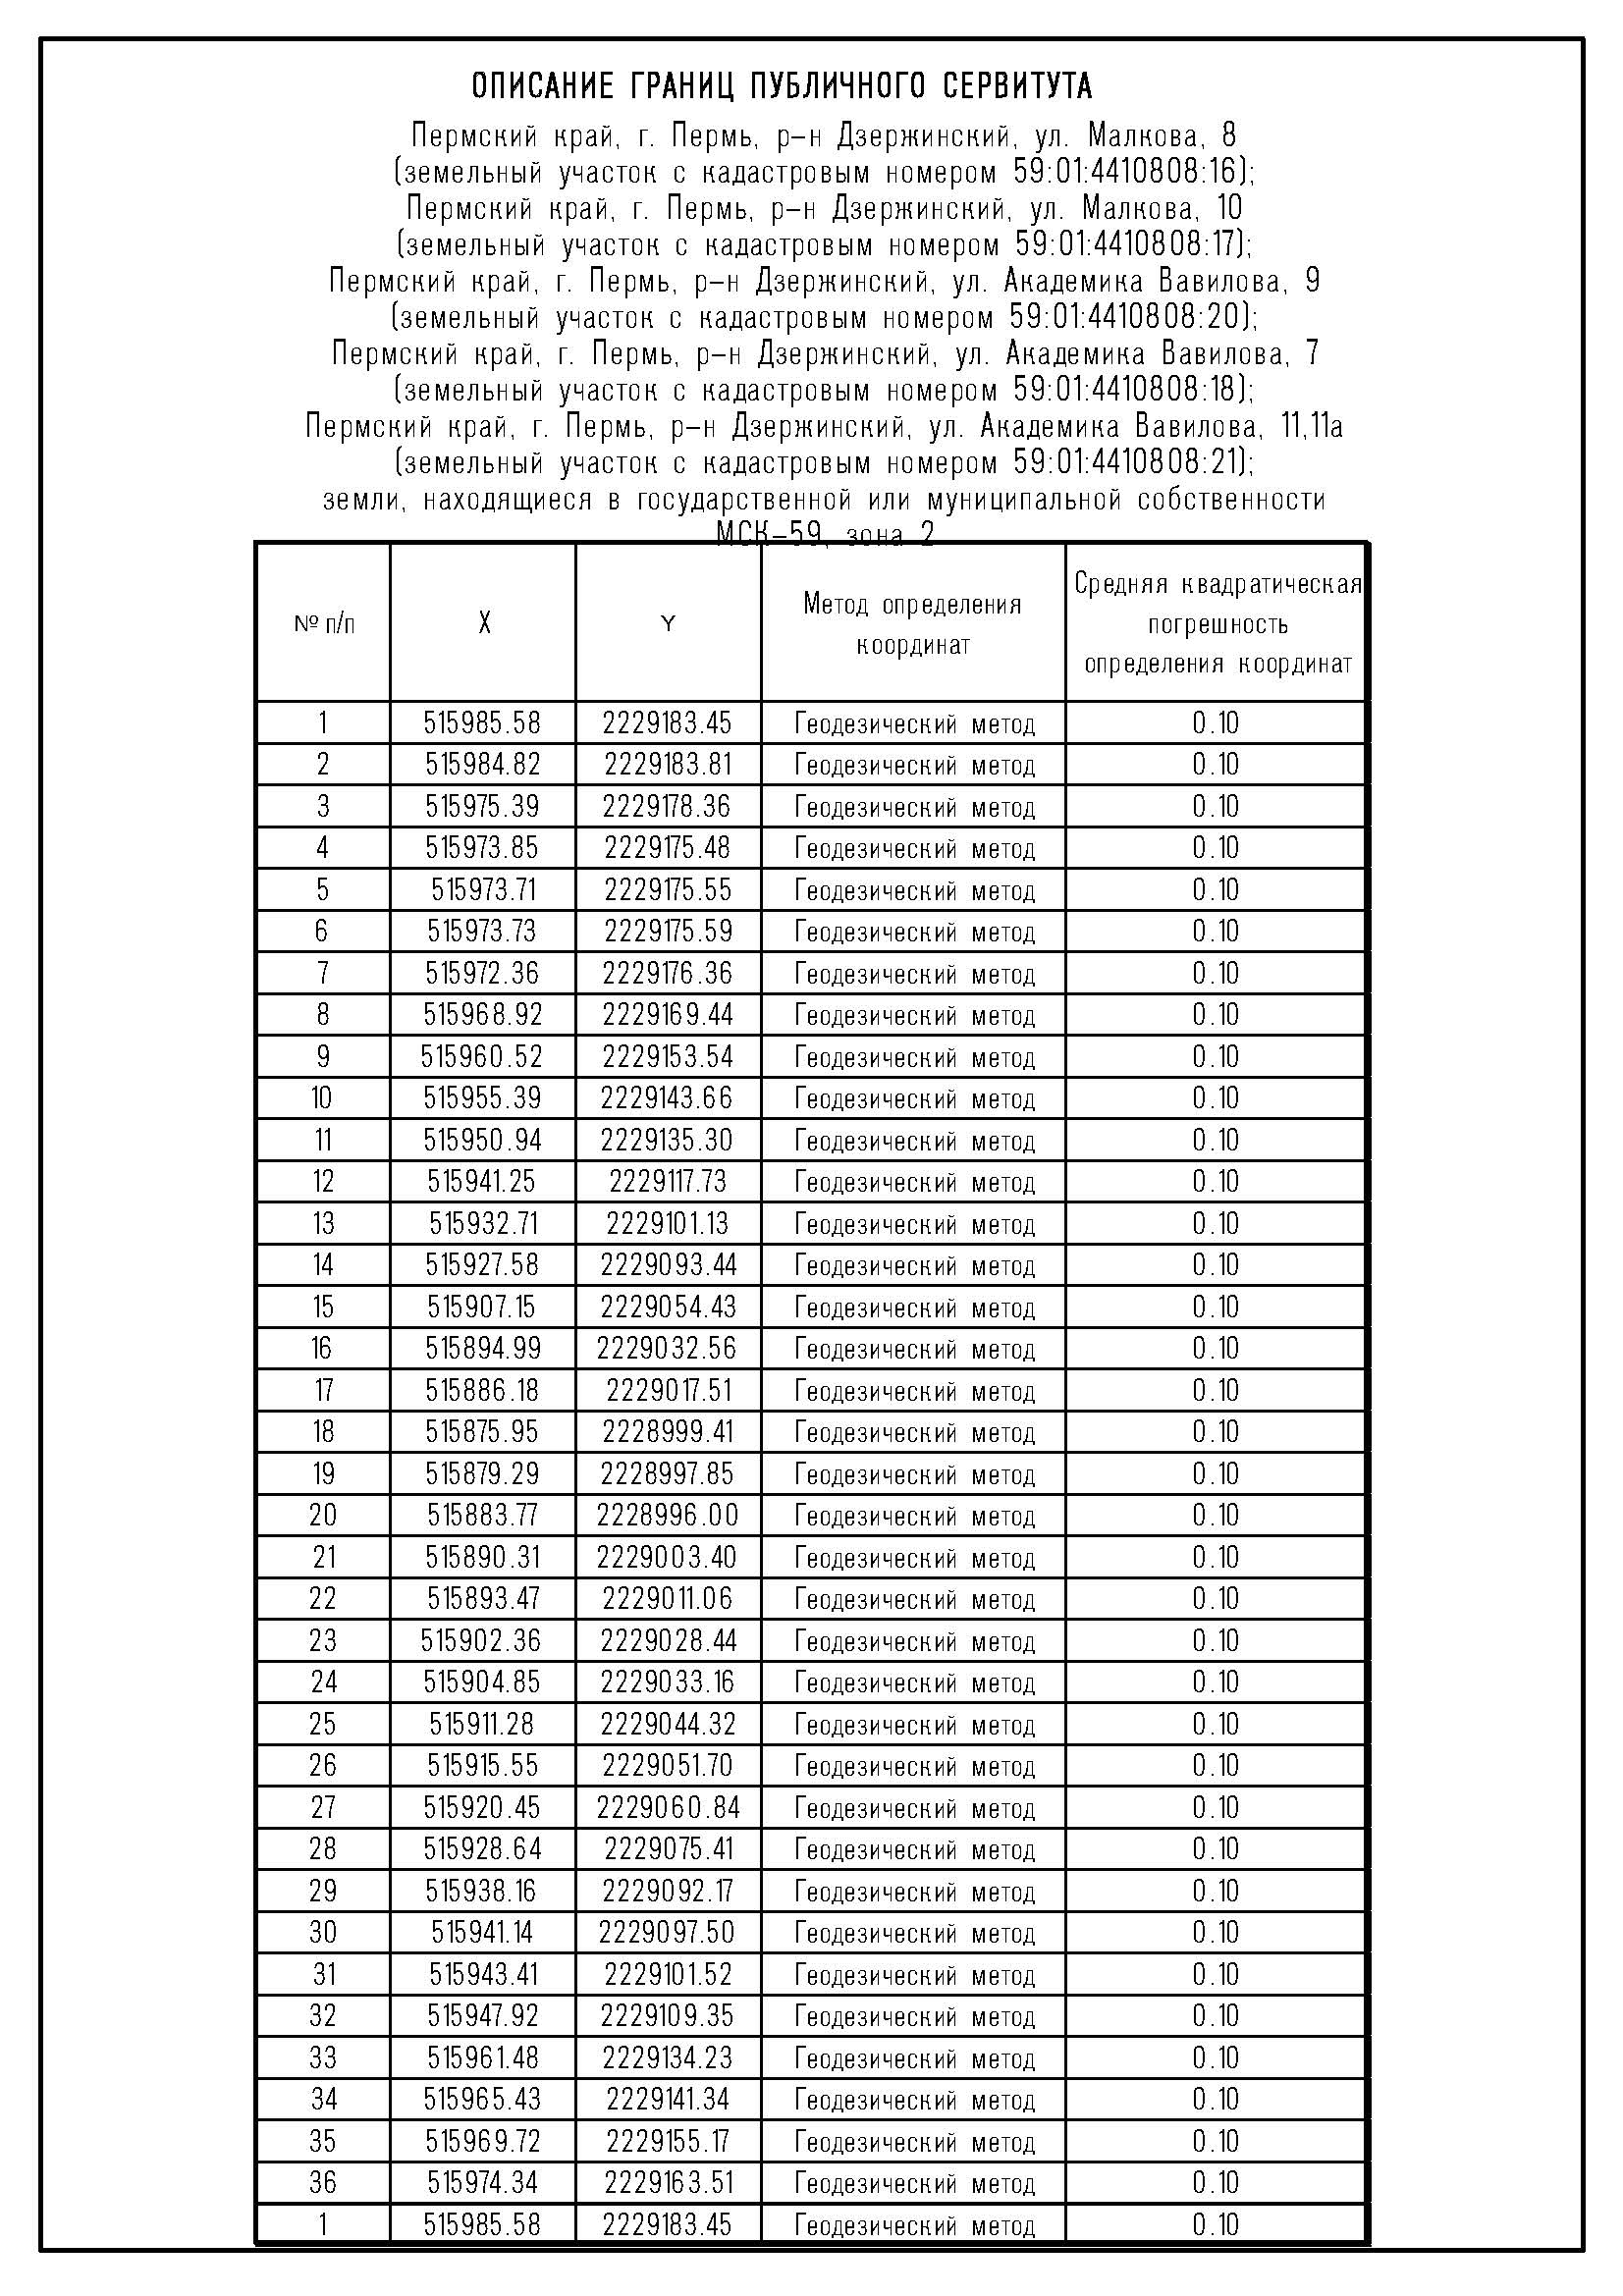 ОПИСАНИЕ ГРАНИЦ ПУБЛИЧНОГО СЕРВИТУТА
Пермский край, г. Пермь, р-н Дзержинский, ул. Малкова, 8
(земельный участок с кадастровым номером 59:01:4410808:16);
Пермский край, г. Пермь, р-н Дзержинский, ул. Малкова, 10
(земельный участок с кадастровым номером 59:01:4410808:17);
Пермский край, г. Пермь, р-н Дзержинский, ул. Академика Вавилова, 9
(земельный участок с кадастровым номером 59:01:4410808:20);
Пермский край, г. Пермь, р-н Дзержинский, ул. Академика Вавилова, 7
(земельный участок с кадастровым номером 59:01:4410808:18);
Пермский край, г. Пермь, р-н Дзержинский, ул. Академика Вавилова, 11,11а
(земельный участок с кадастровым номером 59:01:4410808:21);
земли, находящиеся в государственной или муниципальной собственности
МСК-59, зона 2
№ п/п X Y Метод определения координат Средняя квадратическая погрешность определения координат
1 515985.58 2229183.45 Геодезический метод 0.10
2 515984.82 2229183.81 Геодезический метод 0.10
3 515975.39 2229178.36 Геодезический метод 0.10
4 515973.85 2229175.48 Геодезический метод 0.10
5 515973.71 2229175.55 Геодезический метод 0.10
6 515973.73 2229175.59 Геодезический метод 0.10
7 515972.36 2229176.36 Геодезический метод 0.10
8 515968.92 2229169.44 Геодезический метод 0.10
9 515960.52 2229153.54 Геодезический метод 0.10
10 515955.39 2229143.66 Геодезический метод 0.10
11 515950.94 2229135.30 Геодезический метод 0.10
12 515941.25 2229117.73 Геодезический метод 0.10
13 515932.71 2229101.13 Геодезический метод 0.10
14 515927.58 2229093.44 Геодезический метод 0.10
15 515907.15 2229054.43 Геодезический метод 0.10
16 515894.99 2229032.56 Геодезический метод 0.10
17 515886.18 2229017.51 Геодезический метод 0.10
18 515875.95 2228999.41 Геодезический метод 0.10
19 515879.29 2228997.85 Геодезический метод 0.10
20 515883.77 2228996.00 Геодезический метод 0.10
21 515890.31 2229003.40 Геодезический метод 0.10
22 515893.47 2229011.06 Геодезический метод 0.10
23 515902.36 2229028.44 Геодезический метод 0.10
24 515904.85 2229033.16 Геодезический метод 0.10
25 515911.28 2229044.32 Геодезический метод 0.10
26 515915.55 2229051.70 Геодезический метод 0.10
27 515920.45 2229060.84 Геодезический метод 0.10
28 515928.64 2229075.41 Геодезический метод 0.10
29 515938.16 2229092.17 Геодезический метод 0.10
30 515941.14 2229097.50 Геодезический метод 0.10
31 515943.41 2229101.52 Геодезический метод 0.10
32 515947.92 2229109.35 Геодезический метод 0.10
33 515961.48 2229134.23 Геодезический метод 0.10
34 515965.43 2229141.34 Геодезический метод 0.10
35 515969.72 2229155.17 Геодезический метод 0.10
36 515974.34 2229163.51 Геодезический метод 0.10
1 515985.58 2229183.45 Геодезический метод 0.10